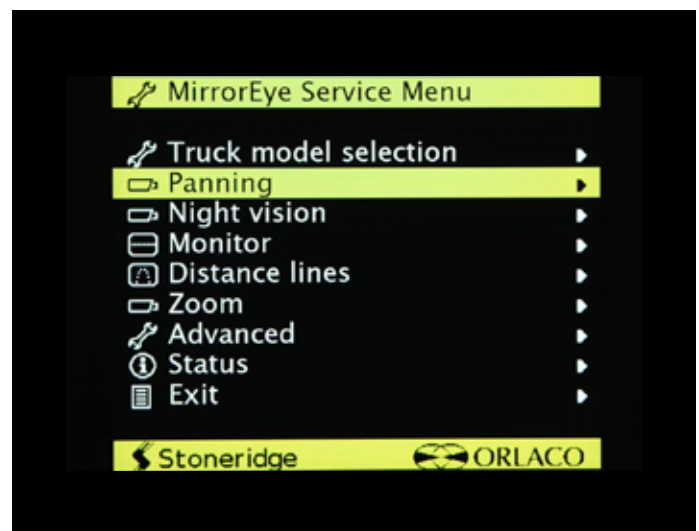 MirrorEye Service Menu
Truck model selection
Panning
Night vision
Monitor
Distance lines
Zoom
Advanced
Status
Exit
Stoneridge ORLACO